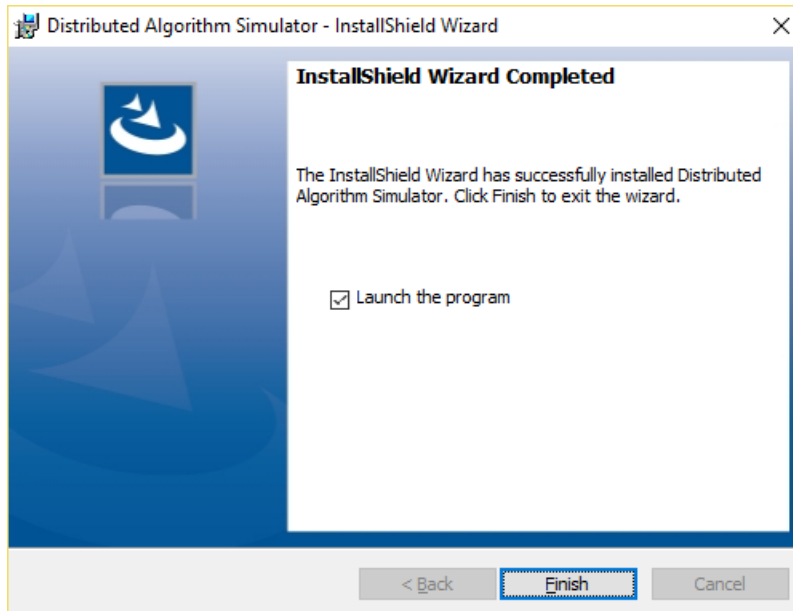 Distributed Algorithm Simulator - InstallShield Wizard
InstallShield Wizard Completed
The InstallShield Wizard has successfully installed Distributed
Algorithm Simulator. Click Finish to exit the wizard.
Launch the program
< Back
Finish
Cancel